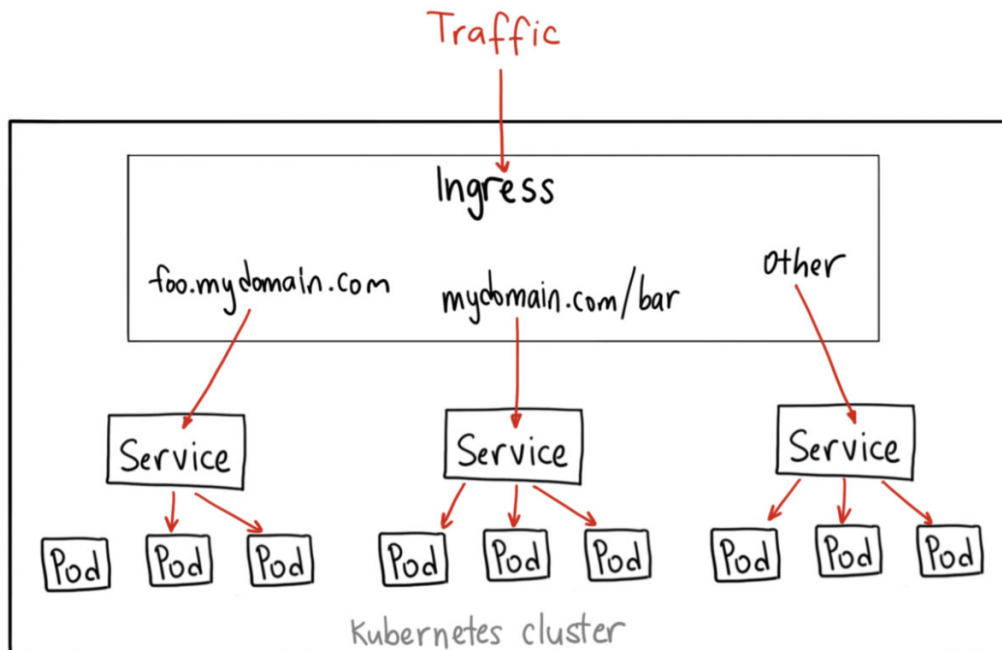 Traffic
Ingress
foo.mydomain.com
mydomain.com/bar
other
Service
Service
Service
Pod
Pod
Pod
Pod
Pod
Pod
Pod
Pod
Pod
Kubernetes cluster